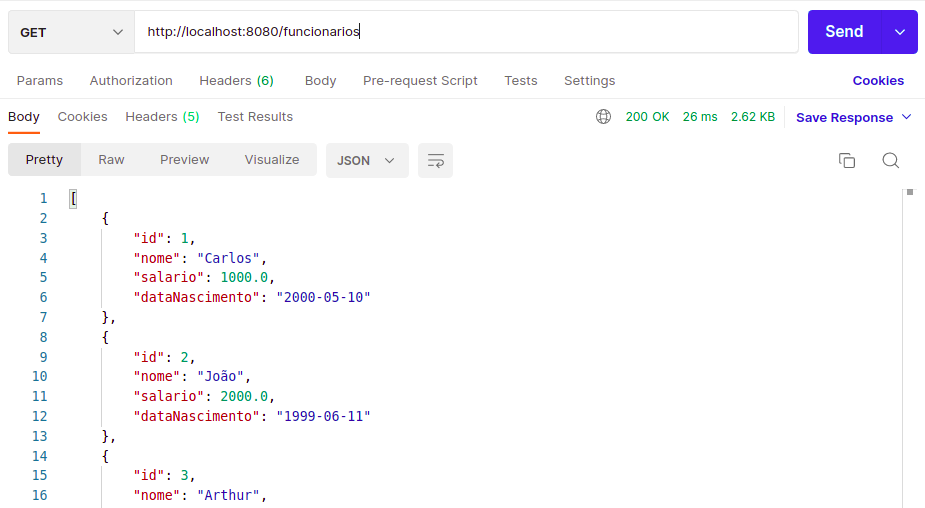 GET http://localhost:8080/funcionarios Send
Params Authorization Headers (6) Body Pre-request Script Tests Settings Cookies
Body Cookies Headers (5) Test Results 200 OK 26 ms 2.62 KB Save Response
Pretty Raw Preview Visualize JSON
1 [
2 {
3 "id": 1,
4 "nome": "Carlos",
5 "salario": 1000.0,
6 "dataNascimento": "2000-05-10"
7 },
8 {
9 "id": 2,
10 "nome": "João",
11 "salario": 2000.0,
12 "dataNascimento": "1999-06-11"
13 },
14 {
15 "id": 3,
16 "nome": "Arthur",